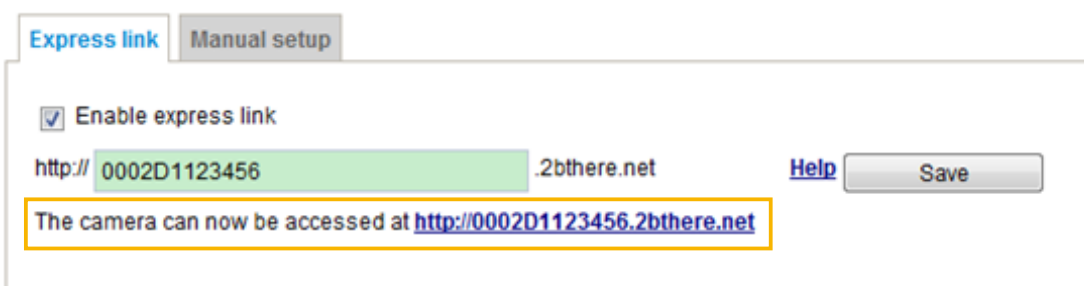 Express link Manual setup
Enable express link
http:// 0002D1123456 .2bthere.net Help Save
The camera can now be accessed at http://0002D1123456.2bthere.net